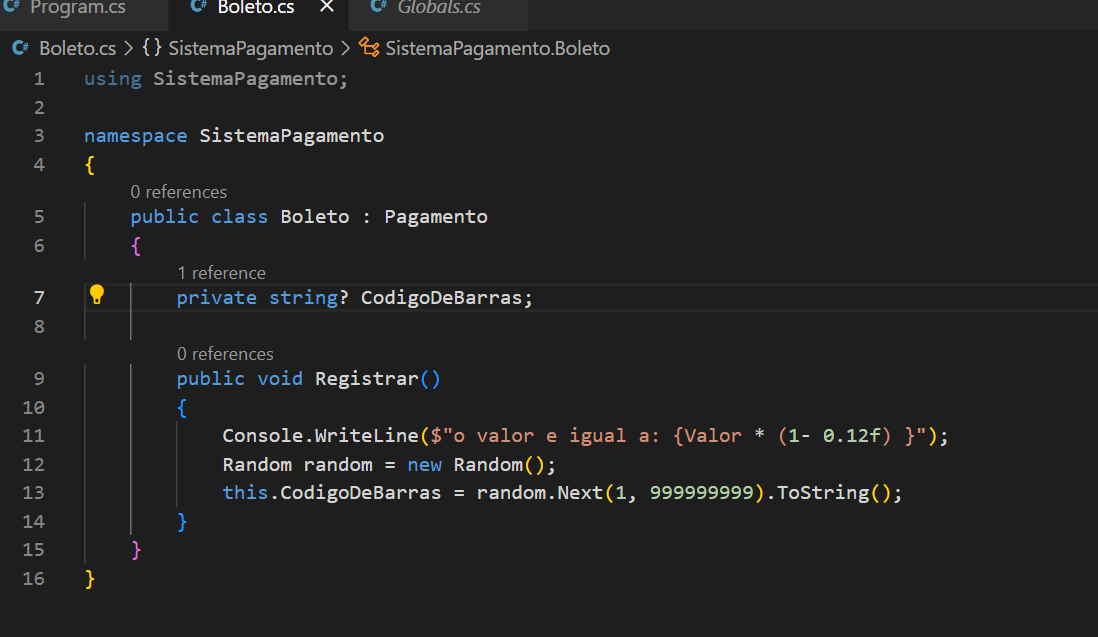 C# Program.cs C# Boleto.cs × C# Globals.cs
C# Boleto.cs > {} SistemaPagamento > SistemaPagamento.Boleto
1 using SistemaPagamento;
2
3 namespace SistemaPagamento
4 {
0 references
5 public class Boleto : Pagamento
6 {
1 reference
7 private string? CodigoDeBarras;
8
0 references
9 public void Registrar()
10 {
11 Console.WriteLine($"o valor e igual a: {Valor * (1- 0.12f) }");
12 Random random = new Random();
13 this.CodigoDeBarras = random.Next(1, 999999999).ToString();
14 }
15 }
16 }